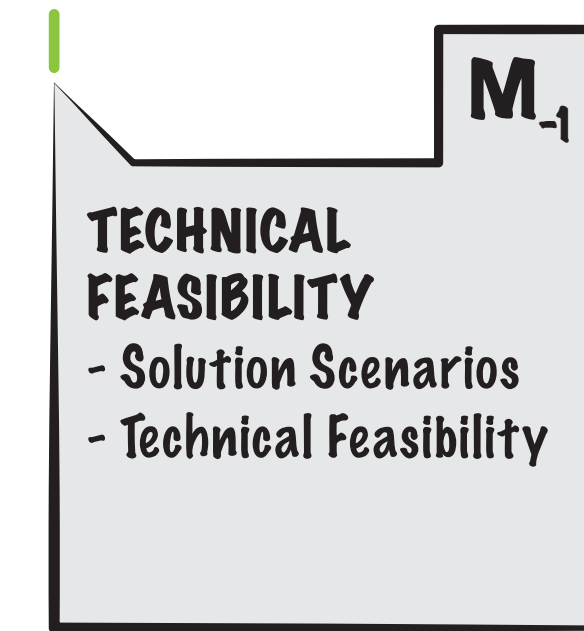 M-1
TECHNICAL
FEASIBILITY
- Solution Scenarios
- Technical Feasibility